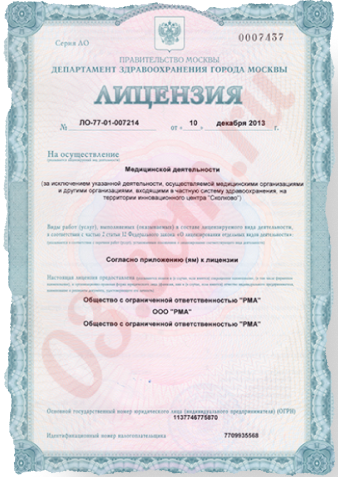 Серия АО
0007437
ПРАВИТЕЛЬСТВО МОСКВЫ
ДЕПАРТАМЕНТ ЗДРАВООХРАНЕНИЯ ГОРОДА МОСКВЫ
ЛИЦЕНЗИЯ
№ ЛО-77-01-007214 от « 10 » декабря 2013 г.
На осуществление
Медицинской деятельности
(за исключением указанной деятельности, осуществляемой медицинскими организациями
и другими организациями, входящими в частную систему здравоохранения, на
территории инновационного центра "Сколково")
Виды работ (услуг), выполняемых (оказываемых) в составе лицензируемого вида деятельности,
в соответствии с частью 2 статьи 12 Федерального закона «О лицензировании отдельных видов деятельности»
Согласно приложению (ям) к лицензии
Настоящая лицензия предоставлена
Общество с ограниченной ответственностью "РМА"
ООО "РМА"
Общество с ограниченной ответственностью "РМА"
Основной государственный номер юридического лица (индивидуального предпринимателя) (ОГРН)
1137746775870
Идентификационный номер налогоплательщика 7709935568